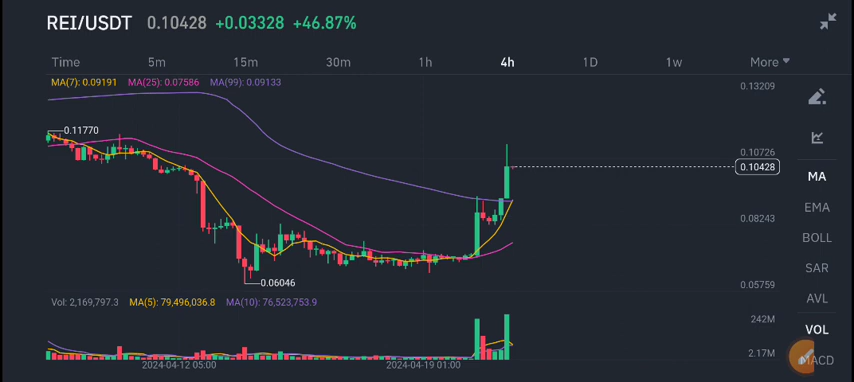 REI/USDT 0.10428 +0.03328 +46.87%
Time 5m 15m 30m 1h 4h 1D 1w More
MA(7): 0.09191 MA(25): 0.07586 MA(99): 0.09133
0.13209
0.11770
0.10726
0.10428
MA
EMA
0.08243
BOLL
SAR
0.06046
0.05759
AVL
Vol: 2,169,797.3 MA(5): 79,496,036.8 MA(10): 76,523,753.9
242M
VOL
2.17M
MACD
2024-04-12 05:00 2024-04-19 01:00